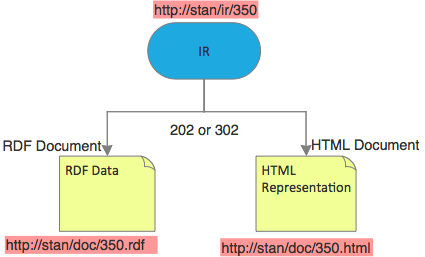 http://stan/ir/350
IR
202 or 302
RDF Document
HTML Document
RDF Data
HTML
Representation
http://stan/doc/350.rdf
http://stan/doc/350.html